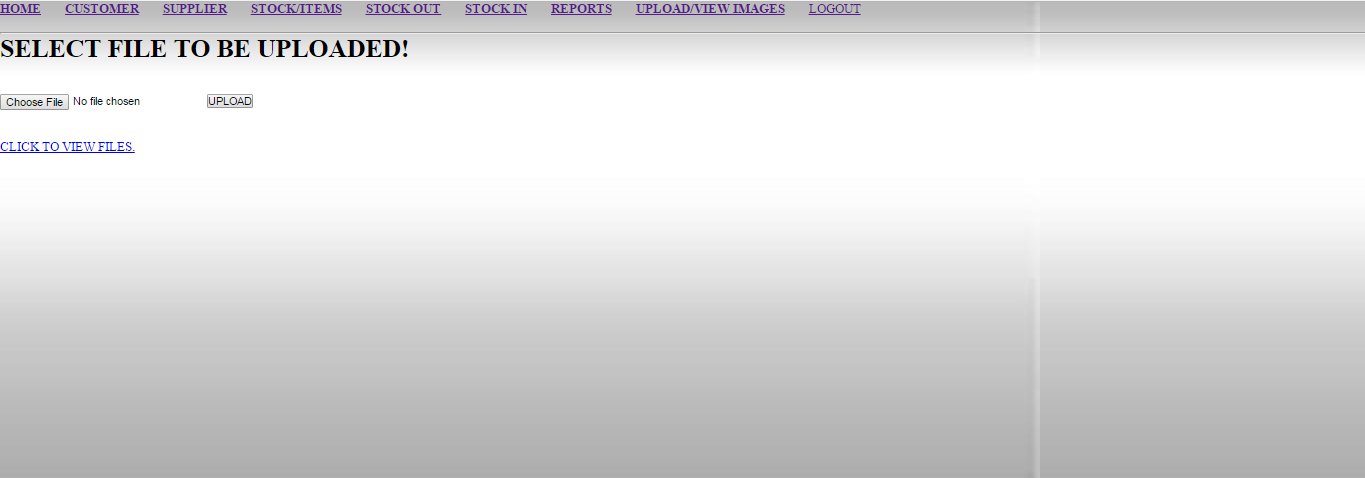 HOME CUSTOMER SUPPLIER STOCK/ITEMS STOCK OUT STOCK IN REPORTS UPLOAD/VIEW IMAGES LOGOUT
SELECT FILE TO BE UPLOADED!
Choose File No file chosen UPLOAD
CLICK TO VIEW FILES.